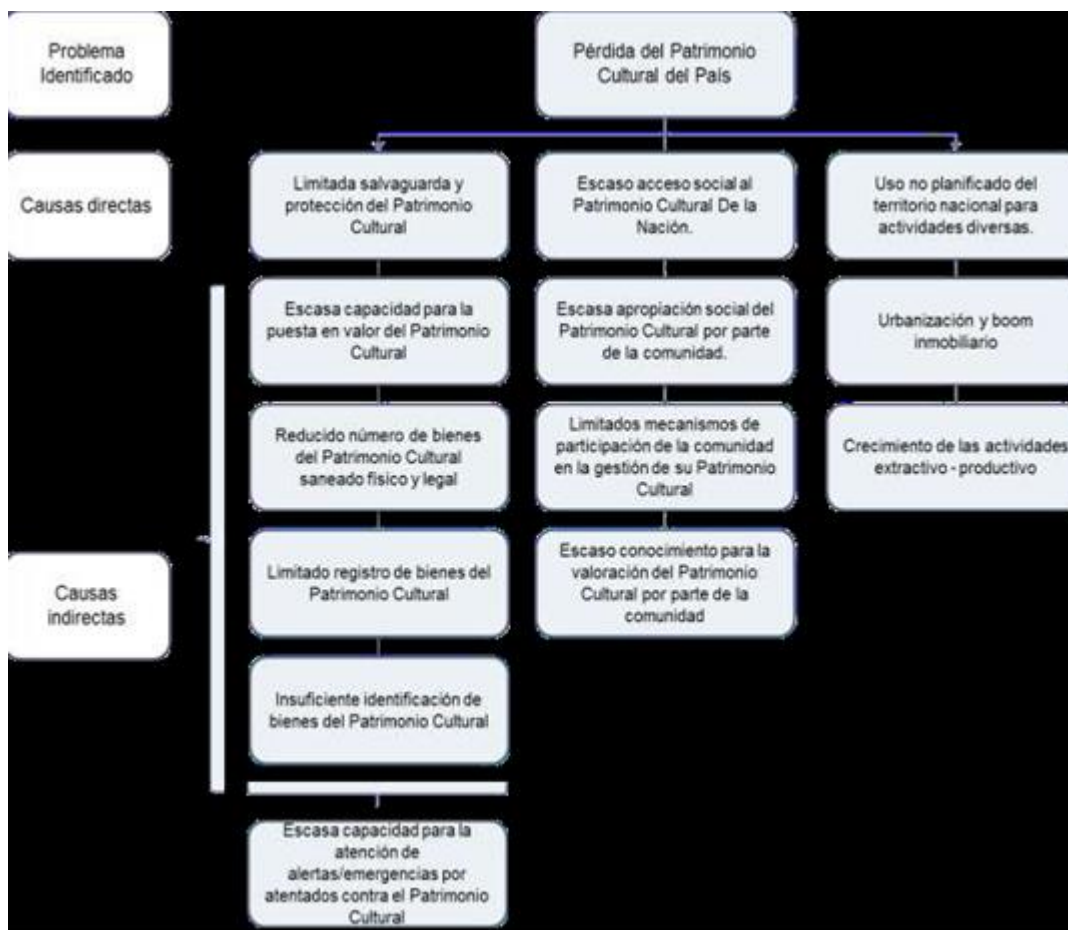 Problema
Identificado
Pérdida del Patrimonio
Cultural del País
Causas directas
Limitada salvaguarda y
protección del Patrimonio
Cultural
Escaso acceso social al
Patrimonio Cultural De la
Nación.
Uso no planificado del
territorio nacional para
actividades diversas.
Causas
indirectas
Escasa capacidad para la
puesta en valor del Patrimonio
Cultural
Reducido número de bienes
del Patrimonio Cultural
saneado físico y legal
Limitado registro de bienes del
Patrimonio Cultural
Insuficiente identificación de
bienes del Patrimonio Cultural
Escasa capacidad para la
atención de
alertas/emergencias por
atentados contra el Patrimonio
Cultural
Escasa apropiación social del
Patrimonio Cultural por parte
de la comunidad.
Limitados mecanismos de
participación de la comunidad
en la gestión de su Patrimonio
Cultural
Escaso conocimiento para la
valoración del Patrimonio
Cultural por parte de la
comunidad
Urbanización y boom
inmobiliario
Crecimiento de las actividades
extractivo - productivo